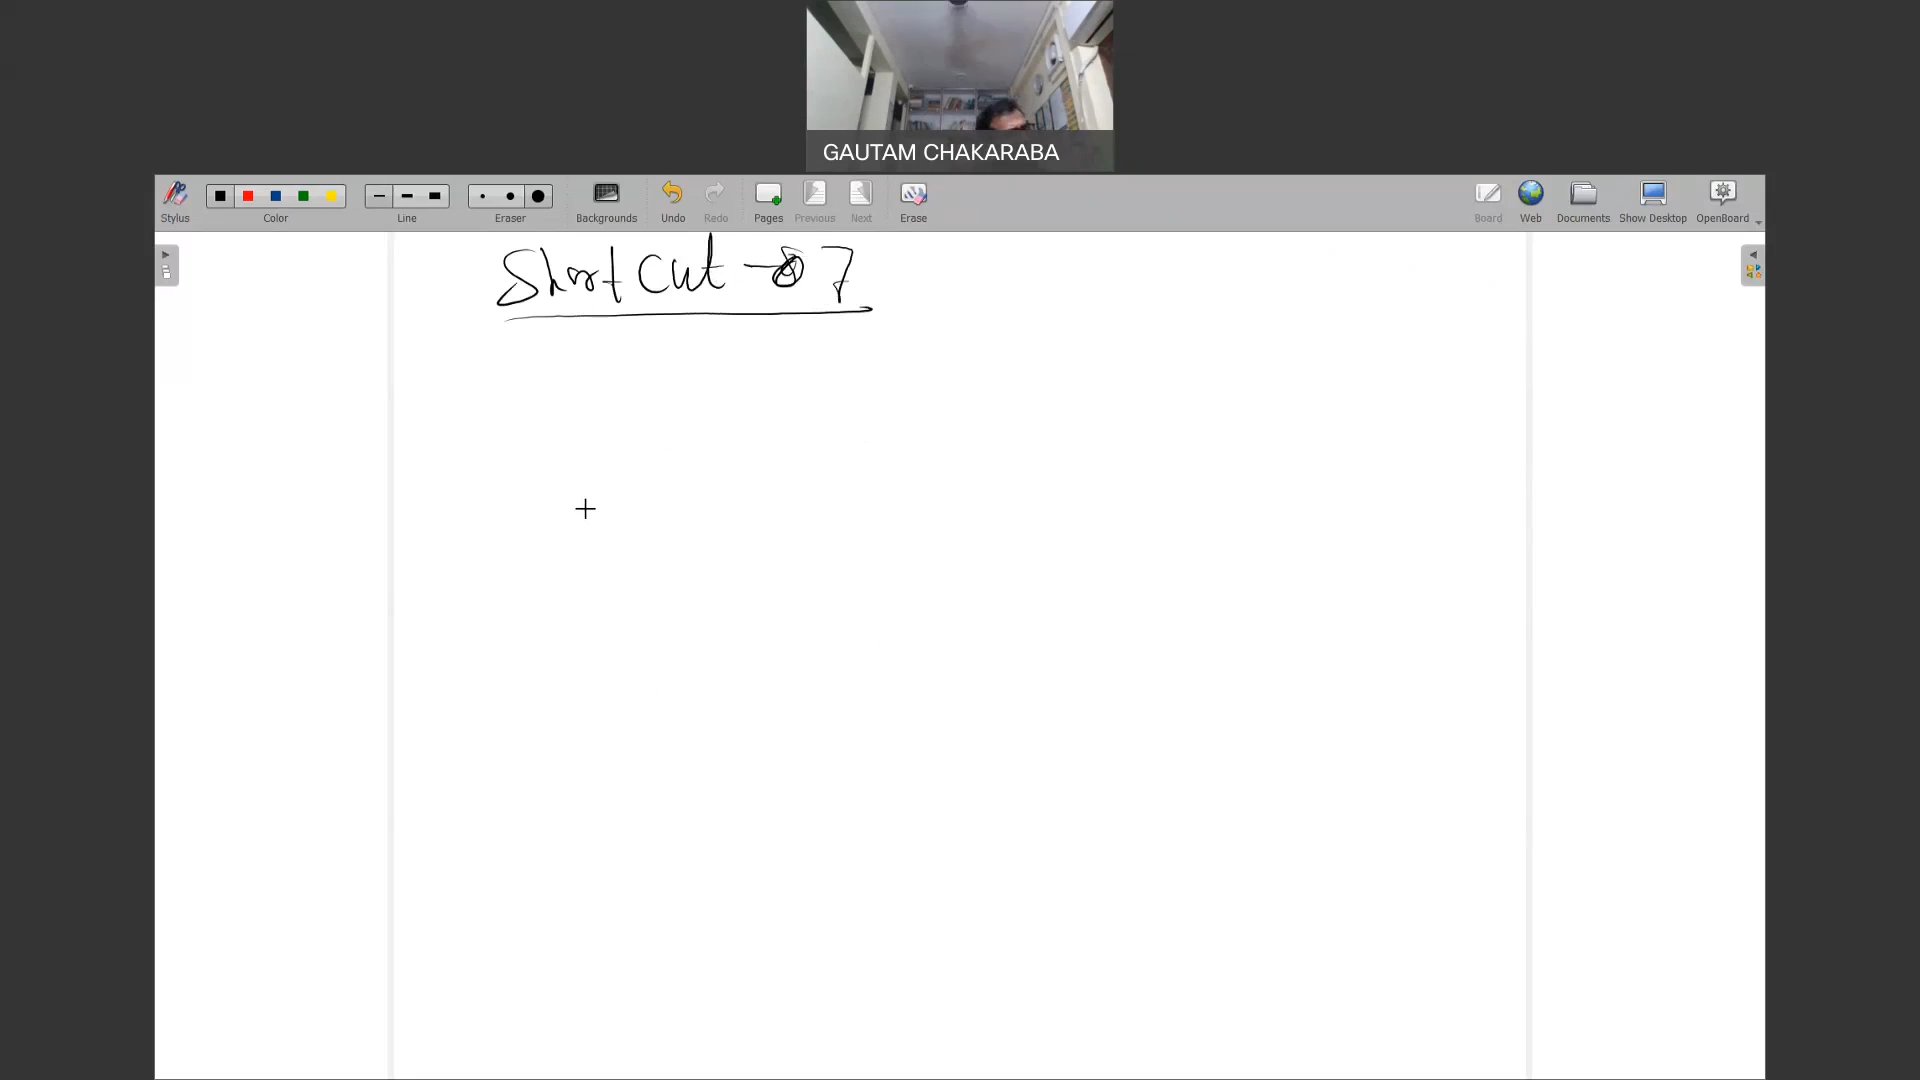 GAUTAM CHAKARABA
Stylus Color Line Eraser Backgrounds Undo Redo Pages Previous Next Erase Board Web Documents Show Desktop OpenBoard
Short Cut - 7